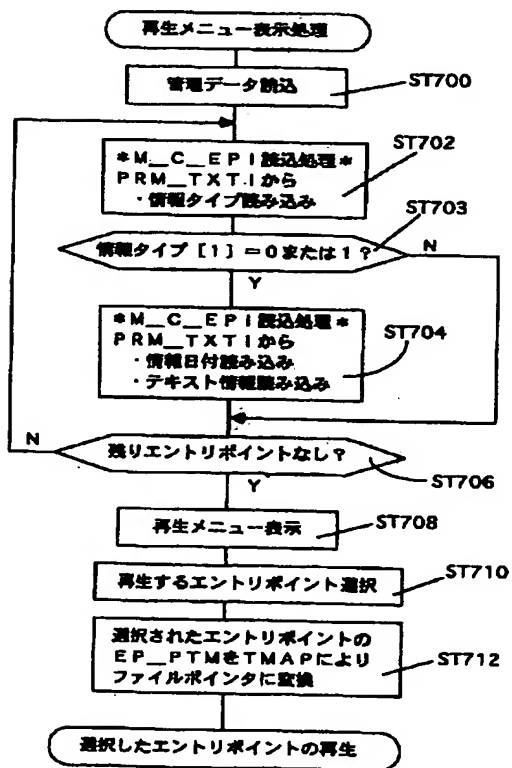 再生メニュー表示処理
管理データ読込
ST700
*M__C__EPI読込処理*
PRM__TXTIから
・情報タイプ読み込み
ST702
ST703
情報タイプ[1]=0または1?
N
Y
*M__C__EPI読込処理*
PRM__TXTIから
・情報日付読み込み
・テキスト情報読み込み
ST704
N
残りエントリポイントなし?
ST706
Y
再生メニュー表示
ST708
再生するエントリポイント選択
ST710
選択されたエントリポイントの
EP__PTMをTMAPにより
ファイルポインタに変換
ST712
選択したエントリポイントの再生